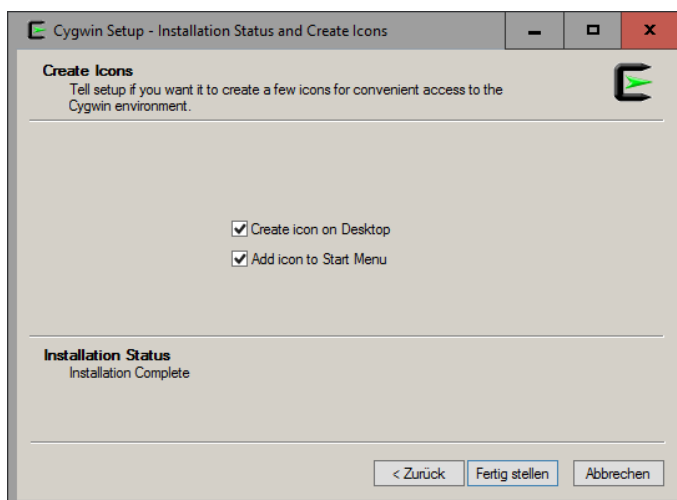 Cygwin Setup - Installation Status and Create Icons
Create Icons
Tell setup if you want it to create a few icons for convenient access to the
Cygwin environment.
Create icon on Desktop
Add icon to Start Menu
Installation Status
Installation Complete
< Zurück
Fertig stellen
Abbrechen